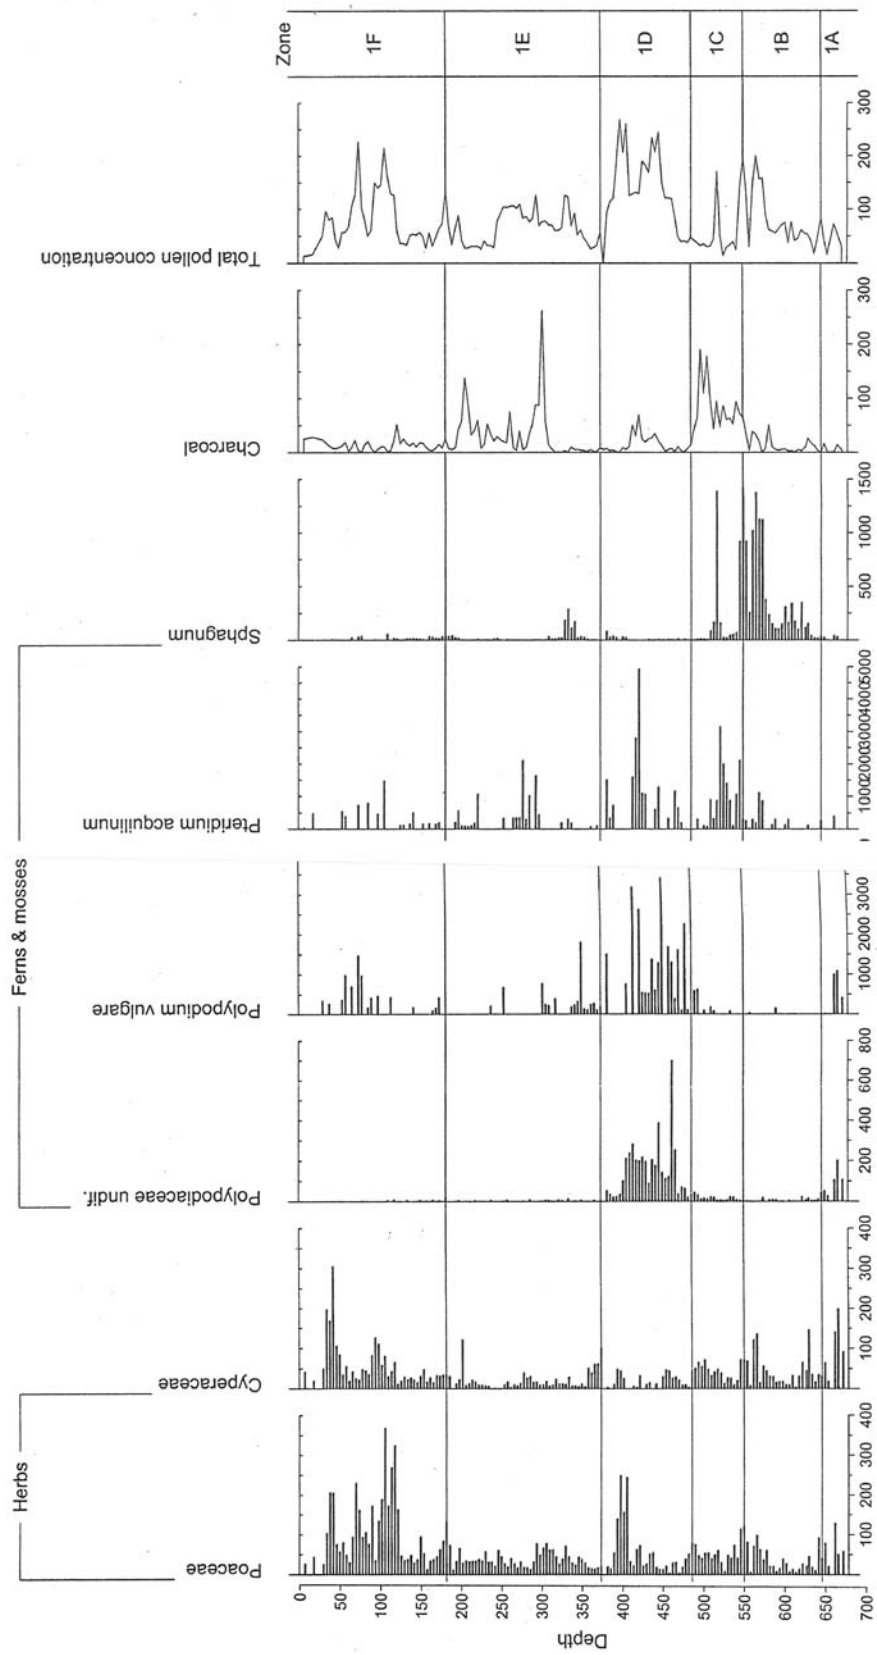 Zone
1F
1E
1D
1C
1B
1A
300
200
100
Total pollen concentration
300
200
100
Charcoal
1500
1000
500
Sphagnum
Ferns & mosses
5000
4000
3000
2000
1000
Pteridium acquilinum
3000
2000
1000
Polypodium vulgare
800
600
400
200
Polypodiaceae undif.
400
300
200
100
Cyperaceae
Herbs
400
300
200
100
Poaceae
0
50
100
150
200
250
300
350
400
450
500
550
600
650
700
Depth